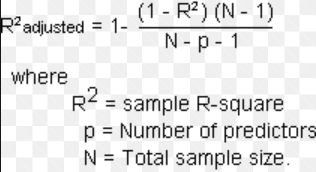 R²adjusted = 1- (1 - R²) (N - 1) / N - p - 1
where
R² = sample R-square
p = Number of predictors
N = Total sample size.